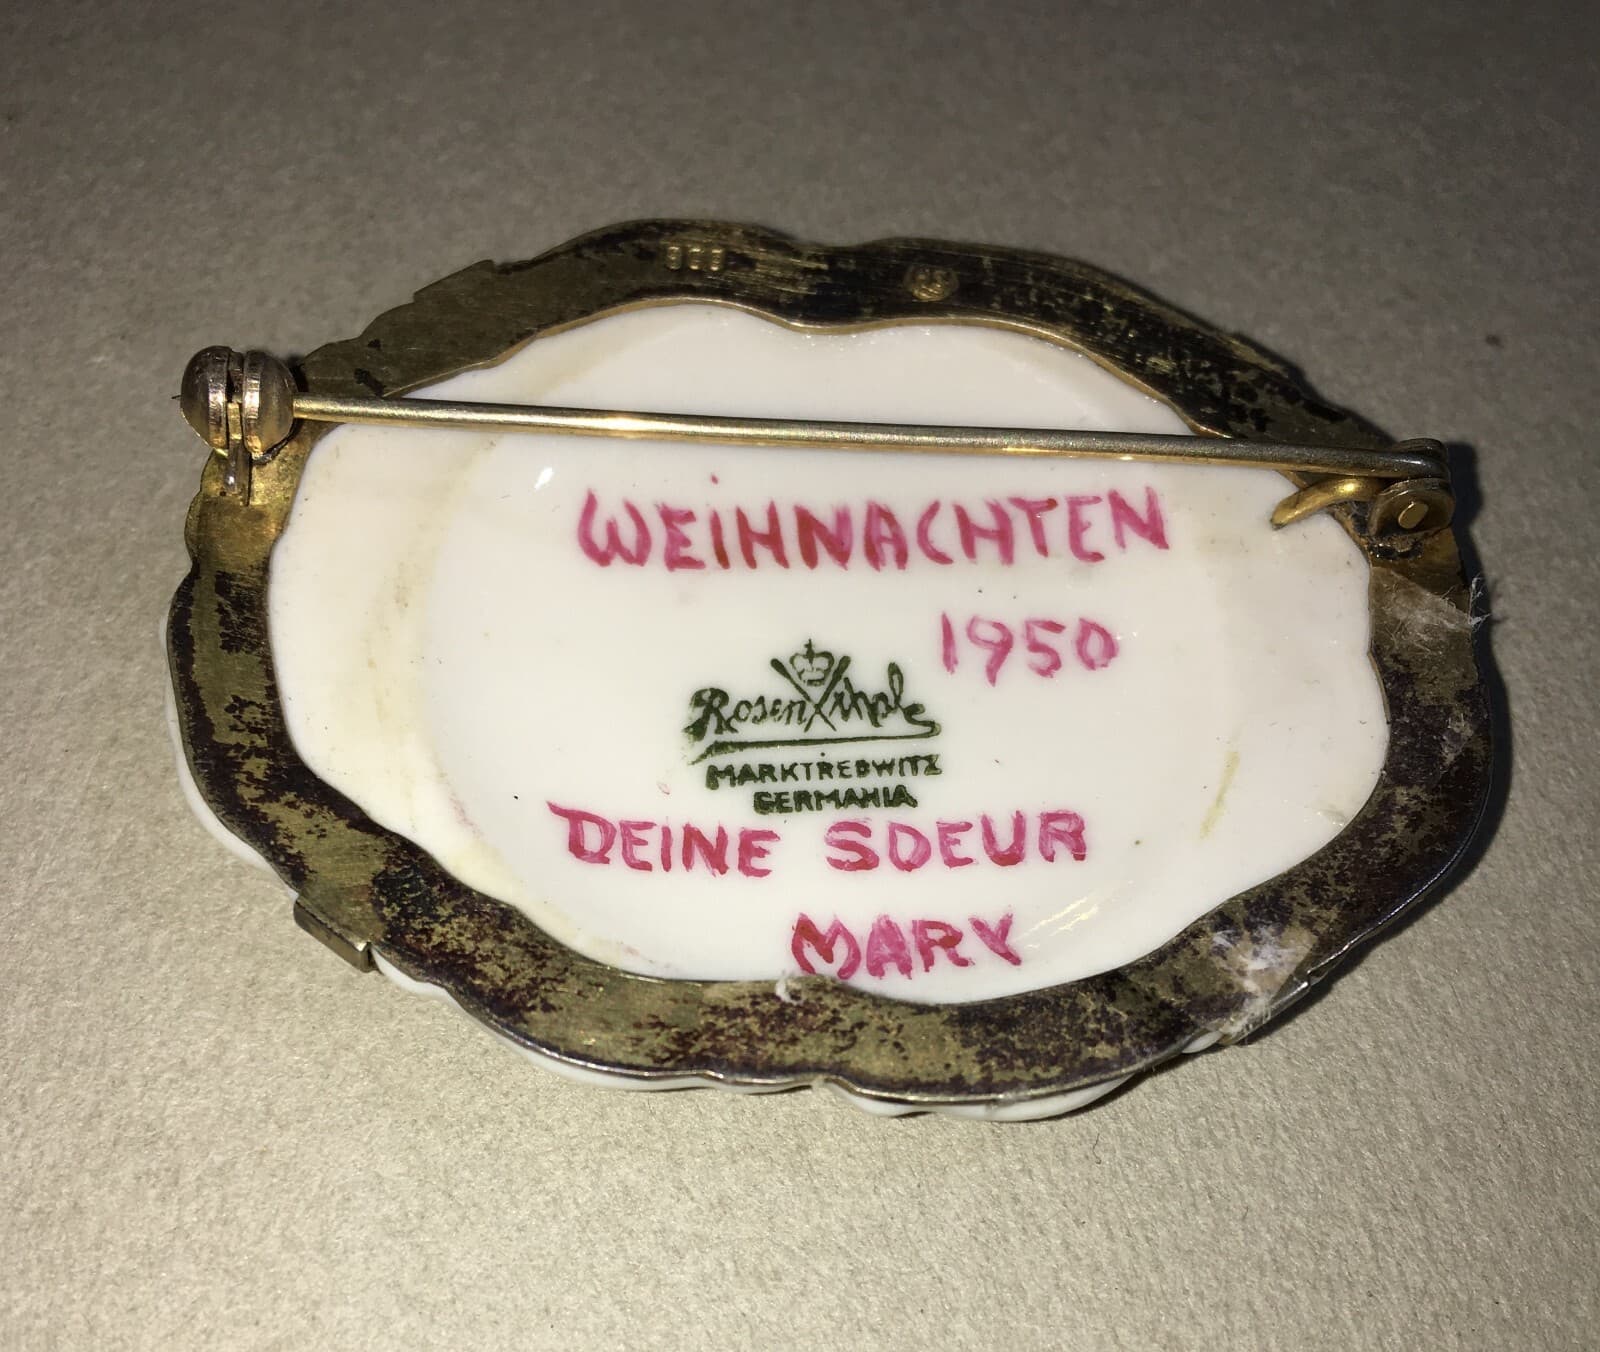 WEiHNACHTEN
1950
Rosenthal
MARKTREDWITZ
GERMANIA
DEINE SOEUR
MARY